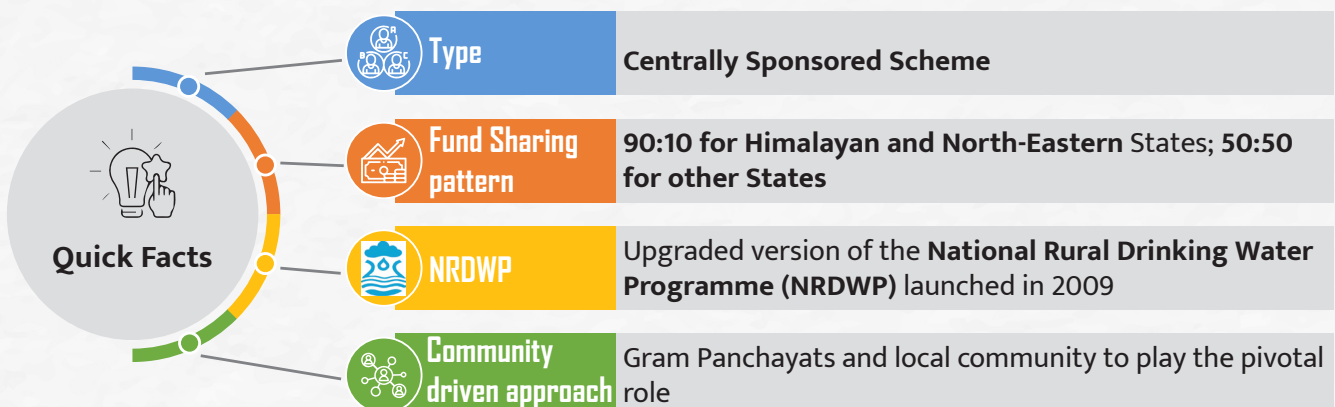 Quick Facts
Type
Centrally Sponsored Scheme
Fund Sharing
pattern
90:10 for Himalayan and North-Eastern States; 50:50
for other States
NRDWP
Upgraded version of the National Rural Drinking Water
Programme (NRDWP) launched in 2009
Community
driven approach
Gram Panchayats and local community to play the pivotal
role